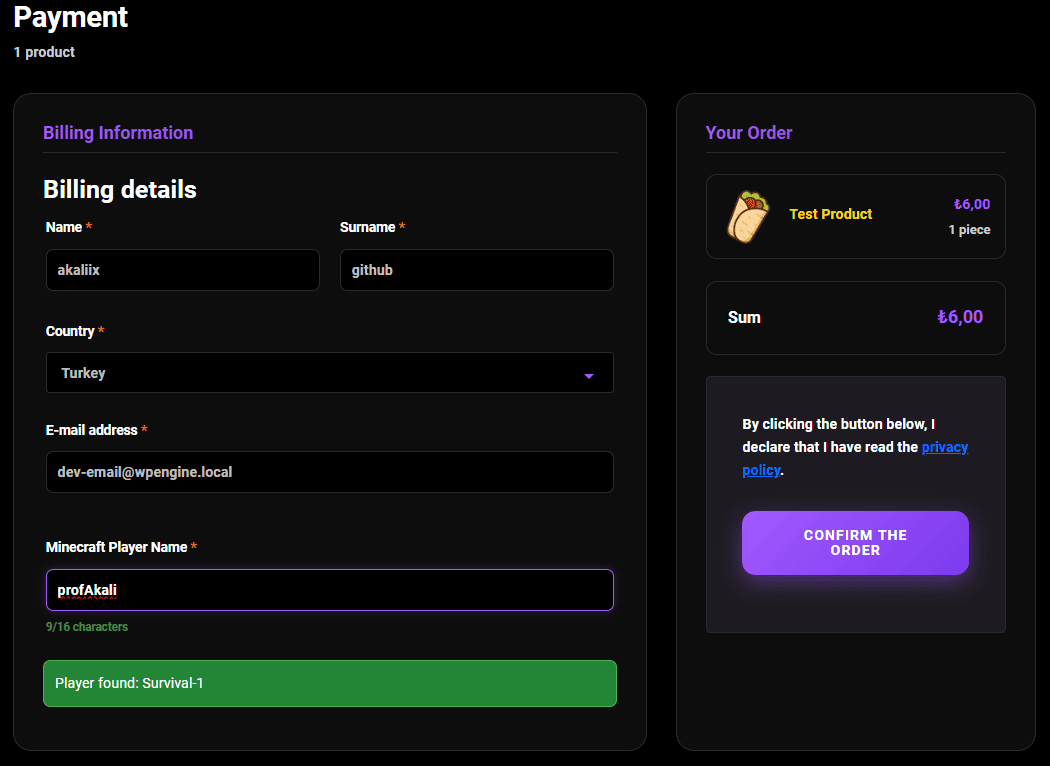 Payment
1 product
Billing Information
Billing details
Name *
Surname *
akaliix
github
Country *
Turkey
E-mail address *
dev-email@wpengine.local
Minecraft Player Name *
profAkali
9/16 characters
Player found: Survival-1
Your Order
Test Product
₺6,00
1 piece
Sum
₺6,00
By clicking the button below, I
declare that I have read the privacy
policy.
CONFIRM THE
ORDER